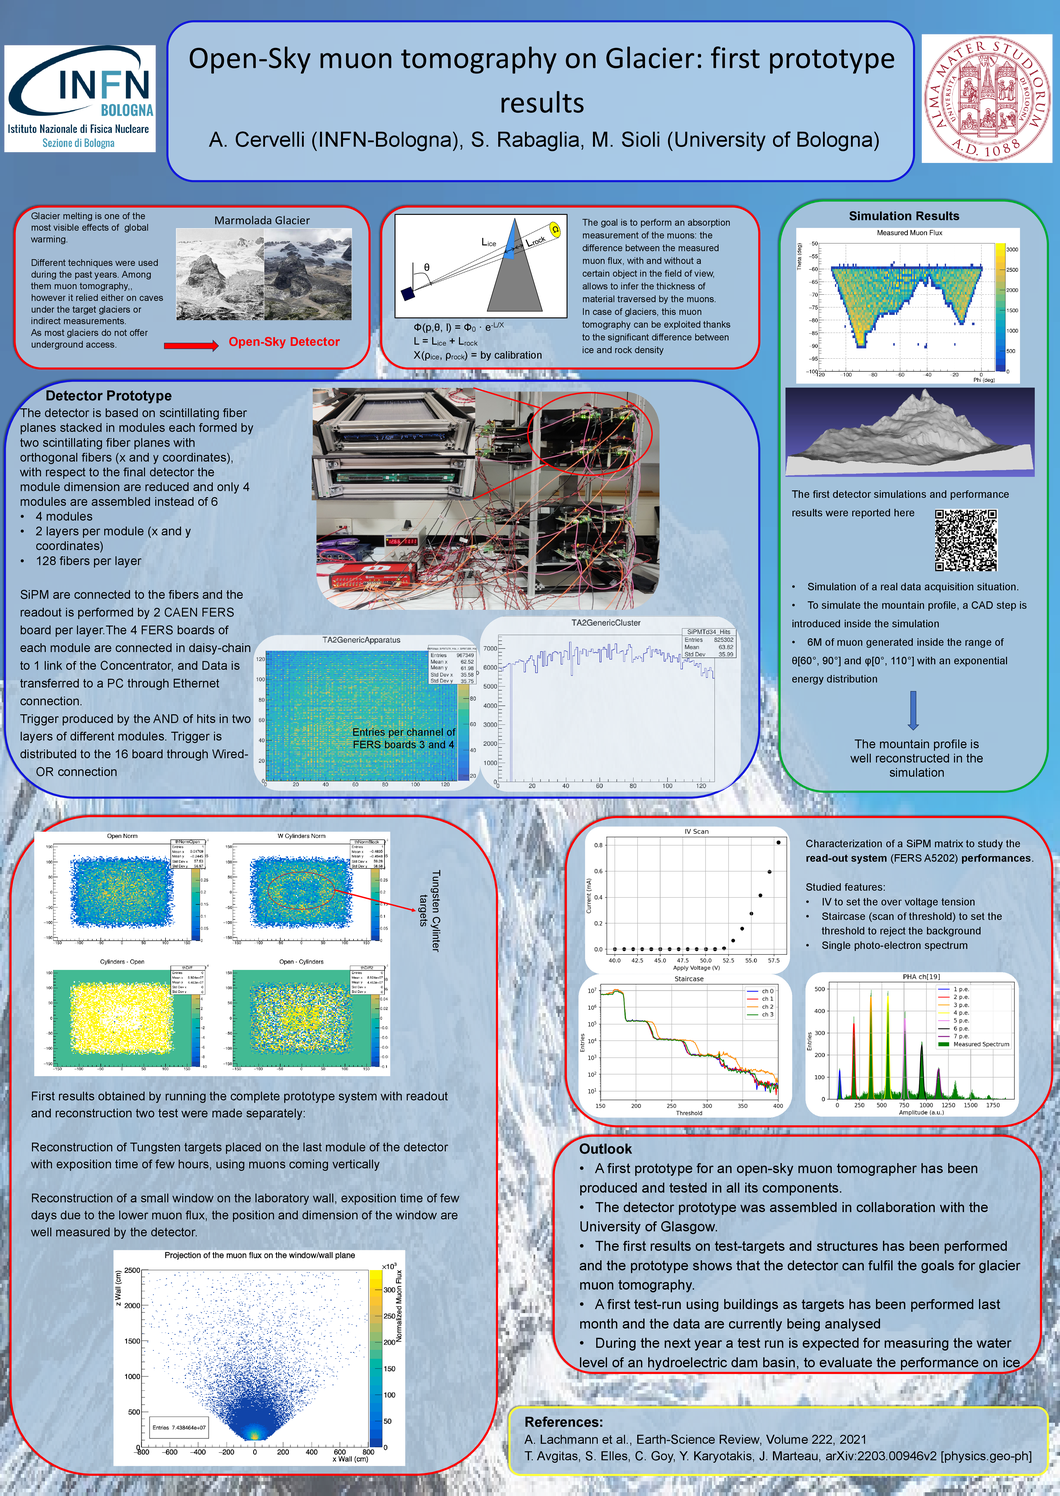 INFN
BOLOGNA
Istituto Nazionale di Fisica Nucleare
Sezione di Bologna
Open-Sky muon tomography on Glacier: first prototype
results
A. Cervelli (INFN-Bologna), S. Rabaglia, M. Sioli (University of Bologna)
ALMA MATER STUDIORUM
A.D. 1088
Glacier melting is one of the
most visible effects of global
warming.
Different techniques were used
during the past years. Among
them muon tomography,,
however it relied either on caves
under the target glaciers or
indirect measurements.
As most glaciers do not offer
underground access.
Marmolada Glacier
Open-Sky Detector
Lice
Lrock
Ω
θ
Φ(p,θ, l) = Φ₀ · e-L/X
L = Lice + Lrock
X(ρice, ρrock) = by calibration
The goal is to perform an absorption
measurement of the muons: the
difference between the measured
muon flux, with and without a
certain object in the field of view,
allows to infer the thickness of
material traversed by the muons.
In case of glaciers, this muon
tomography can be exploited thanks
to the significant difference between
ice and rock density
Simulation Results
Measured Muon Flux
Theta (deg)
Phi (deg)
The first detector simulations and performance
results were reported here
• Simulation of a real data acquisition situation.
• To simulate the mountain profile, a CAD step is
introduced inside the simulation
• 6M of muon generated inside the range of
θ[60°, 90°] and φ[0°, 110°] with an exponential
energy distribution
The mountain profile is
well reconstructed in the
simulation
Detector Prototype
The detector is based on scintillating fiber
planes stacked in modules each formed by
two scintillating fiber planes with
orthogonal fibers (x and y coordinates),
with respect to the final detector the
module dimension are reduced and only 4
modules are assembled instead of 6
• 4 modules
• 2 layers per module (x and y
coordinates)
• 128 fibers per layer
SiPM are connected to the fibers and the
readout is performed by 2 CAEN FERS
board per layer.The 4 FERS boards of
each module are connected in daisy-chain
to 1 link of the Concentrator, and Data is
transferred to a PC through Ethernet
connection.
Trigger produced by the AND of hits in two
layers of different modules. Trigger is
distributed to the 16 board through Wired-
OR connection
TA2GenericApparatus
Entries 967349
Mean x 62.52
Mean y 61.98
Std Dev x 35.58
Std Dev y 35.75
Entries per channel of
FERS boards 3 and 4
TA2GenericCluster
SiPMTd34_Hits
Entries 825302
Mean 63.82
Std Dev 35.99
Open Norm
W Cylinders Norm
Cylinders - Open
Open - Cylinders
Tungsten Cylinter
targets
First results obtained by running the complete prototype system with readout
and reconstruction two test were made separately:
Reconstruction of Tungsten targets placed on the last module of the detector
with exposition time of few hours, using muons coming vertically
Reconstruction of a small window on the laboratory wall, exposition time of few
days due to the lower muon flux, the position and dimension of the window are
well measured by the detector.
Projection of the muon flux on the window/wall plane
z Wall (cm)
Entries 7.438464e+07
x Wall (cm)
×10³
Normalized Muon Flux
IV Scan
Current (mA)
Apply Voltage (V)
Staircase
ch 0
ch 1
ch 2
ch 3
Entries
Threshold
Characterization of a SiPM matrix to study the
read-out system (FERS A5202) performances.
Studied features:
• IV to set the over voltage tension
• Staircase (scan of threshold) to set the
threshold to reject the background
• Single photo-electron spectrum
PHA ch[19]
1 p.e.
2 p.e.
3 p.e.
4 p.e.
5 p.e.
6 p.e.
7 p.e.
Measured Spectrum
Entries
Amplitude (a.u.)
Outlook
• A first prototype for an open-sky muon tomographer has been
produced and tested in all its components.
• The detector prototype was assembled in collaboration with the
University of Glasgow.
• The first results on test-targets and structures has been performed
and the prototype shows that the detector can fulfil the goals for glacier
muon tomography.
• A first test-run using buildings as targets has been performed last
month and the data are currently being analysed
• During the next year a test run is expected for measuring the water
level of an hydroelectric dam basin, to evaluate the performance on ice
References:
A. Lachmann et al., Earth-Science Review, Volume 222, 2021
T. Avgitas, S. Elles, C. Goy, Y. Karyotakis, J. Marteau, arXiv:2203.00946v2 [physics.geo-ph]